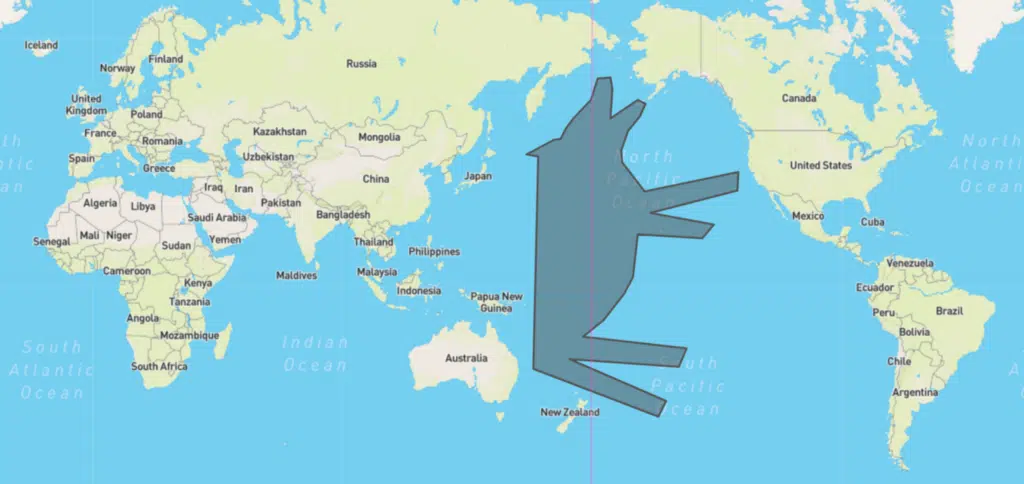 Iceland
Norway
Finland
Russia
Canada
United
Kingdom
Poland
France
Romania
Spain
Greece
Kazakhstan
Uzbekistan
Mongolia
China
Japan
United States
North
Pacific
Ocean
North
Atlantic
Ocean
Iraq
Iran
Pakistan
Algeria
Libya
Saudi Arabia
Bangladesh
Mexico
Cuba
Senegal
Mali
Niger
Sudan
Yemen
Thailand
Philippines
Cameroon
Kenya
Maldives
Malaysia
Indonesia
Papua New
Guinea
Venezuela
Ecuador
Tanzania
Angola
Mozambique
Peru
Brazil
Bolivia
South
Atlantic
Ocean
Indian
Ocean
South Africa
Australia
South
Pacific
Ocean
Chile
Argentina
New Zealand